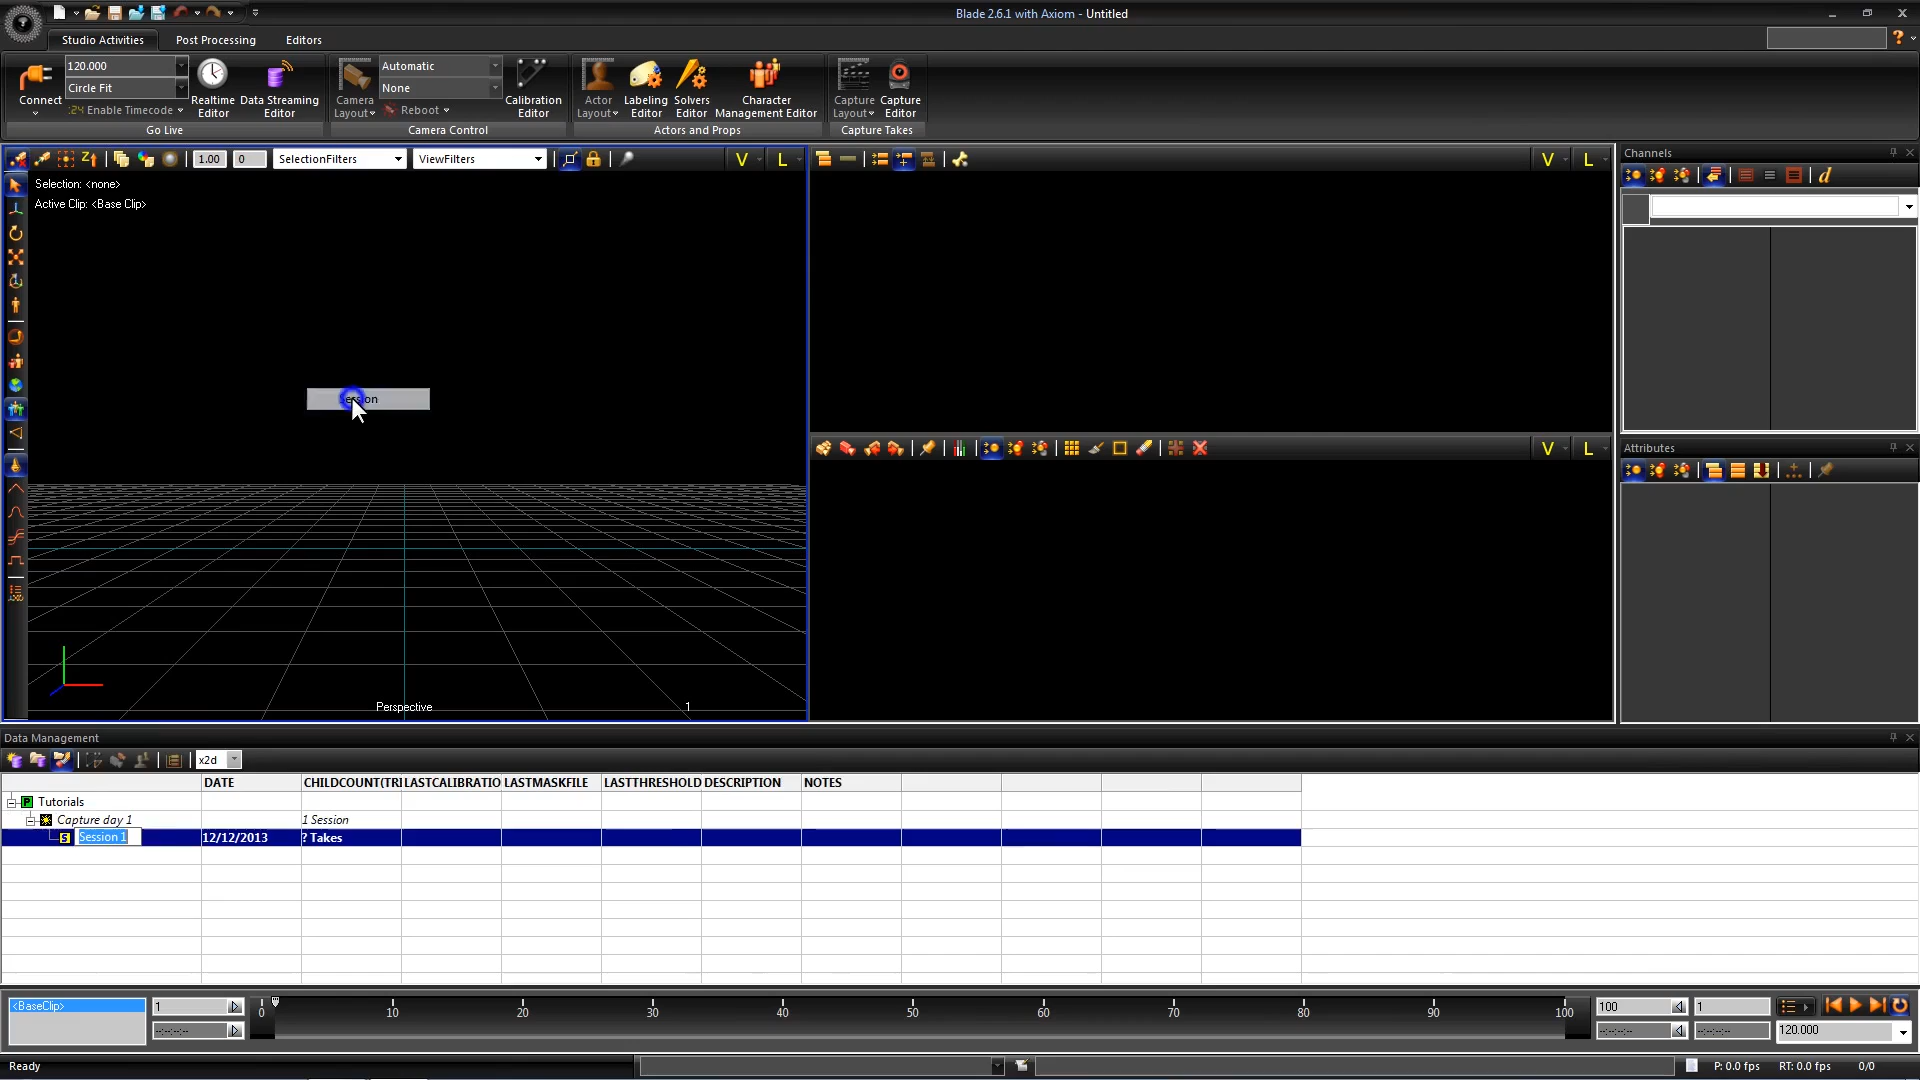 Blade 2.6.1 with Axiom - Untitled
Studio Activities
Post Processing
Editors
Connect
120.000
Circle Fit
:24 Enable Timecode
Realtime Editor
Data Streaming Editor
Go Live
Camera Layout
Automatic
None
Reboot
Calibration Editor
Camera Control
Actor Layout
Labeling Editor
Solvers Editor
Character Management Editor
Actors and Props
Capture Layout
Capture Editor
Capture Takes
1.00
0
SelectionFilters
ViewFilters
V
L
V
L
Channels
Selection: <none>
Active Clip: <Base Clip>
Session
V
L
Attributes
Perspective
1
Data Management
x2d
DATE
CHILDCOUNT(TRI
LASTCALIBRATIO
LASTMASKFILE
LASTTHRESHOLD
DESCRIPTION
NOTES
P Tutorials
Capture day 1
1 Session
S Session 1
12/12/2013
? Takes
<BaseClip>
1
0 10 20 30 40 50 60 70 80 90 100
100
1
--:--:--:--
--:--:--:--
--:--:--:--
120.000
Ready
P: 0.0 fps
RT: 0.0 fps
0/0